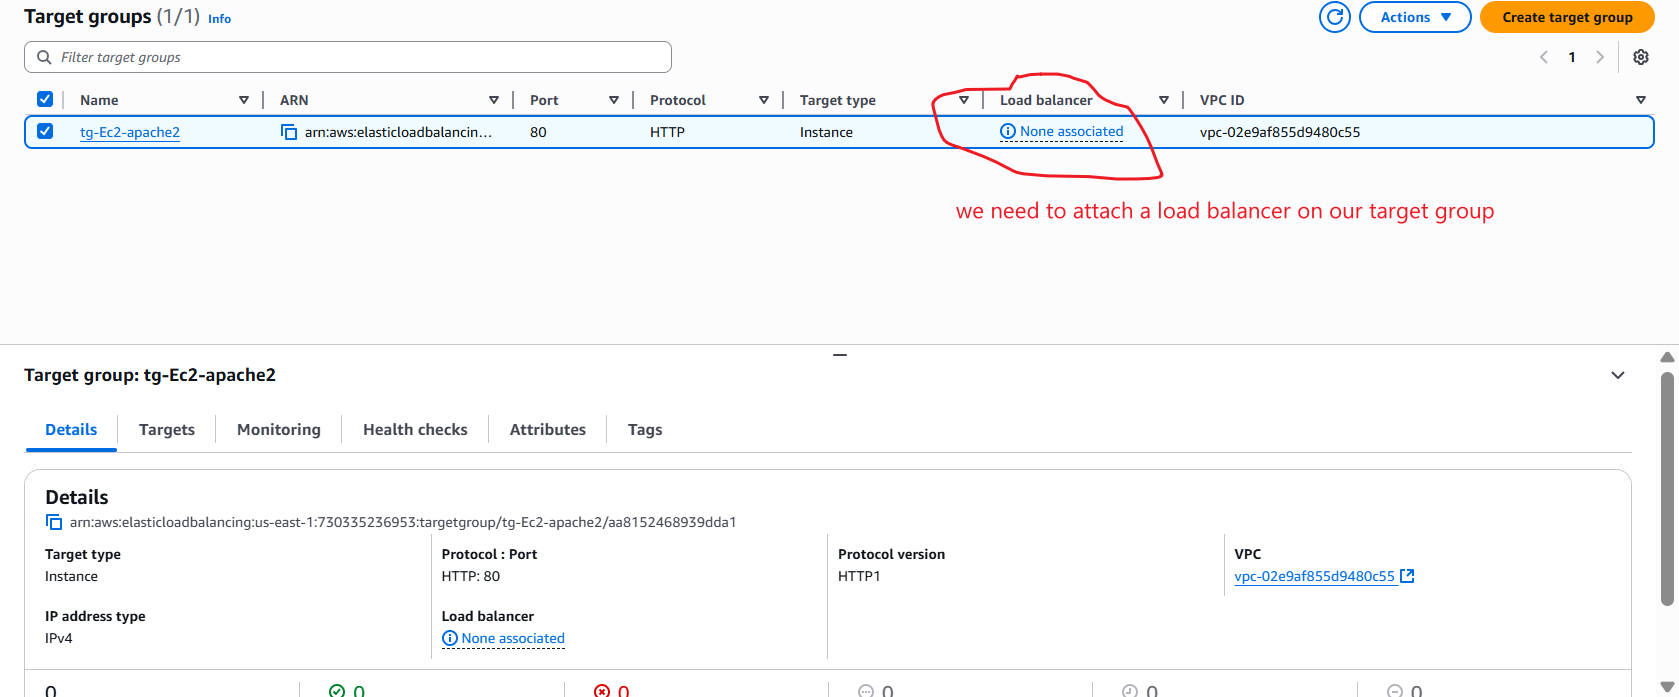 Target groups (1/1) Info
Actions
Create target group
Filter target groups
1
Name ARN Port Protocol Target type Load balancer VPC ID
tg-Ec2-apache2 arn:aws:elasticloadbalancin... 80 HTTP Instance None associated vpc-02e9af855d9480c55
we need to attach a load balancer on our target group
Target group: tg-Ec2-apache2
Details Targets Monitoring Health checks Attributes Tags
Details
arn:aws:elasticloadbalancing:us-east-1:730335236953:targetgroup/tg-Ec2-apache2/aa8152468939dda1
Target type Protocol : Port Protocol version VPC
Instance HTTP: 80 HTTP1 vpc-02e9af855d9480c55
IP address type Load balancer
IPv4 None associated
0 0 0 0 0 0